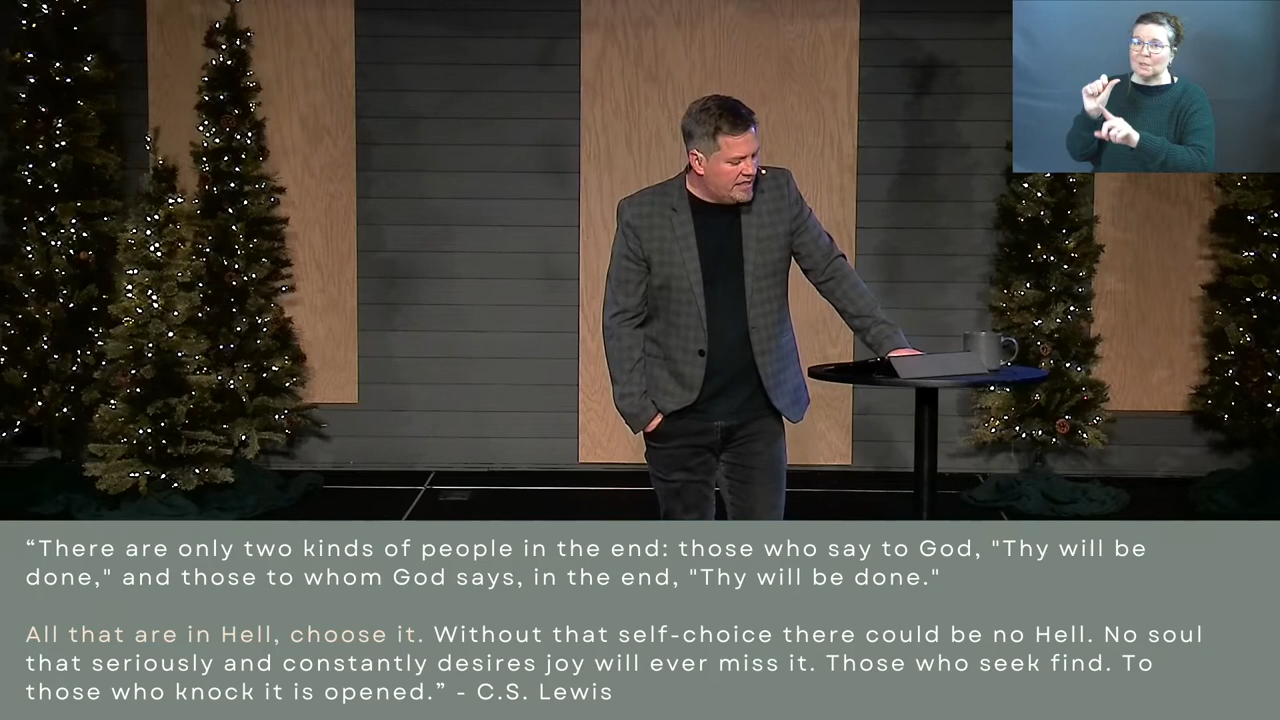 “There are only two kinds of people in the end: those who say to God, "Thy will be
done," and those to whom God says, in the end, "Thy will be done."
All that are in Hell, choose it. Without that self-choice there could be no Hell. No soul
that seriously and constantly desires joy will ever miss it. Those who seek find. To
those who knock it is opened.” - C.S. Lewis